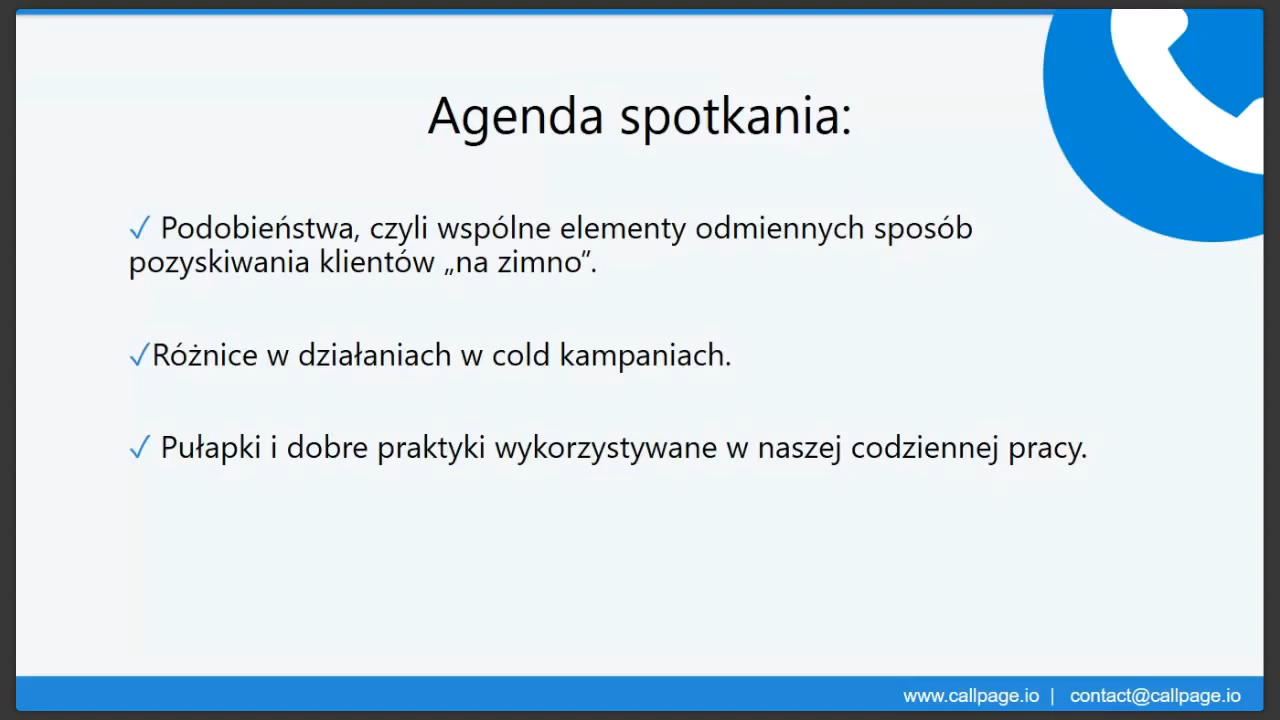 Agenda spotkania:
✓ Podobieństwa, czyli wspólne elementy odmiennych sposób
pozyskiwania klientów „na zimno”.
✓Różnice w działaniach w cold kampaniach.
✓ Pułapki i dobre praktyki wykorzystywane w naszej codziennej pracy.
www.callpage.io | contact@callpage.io